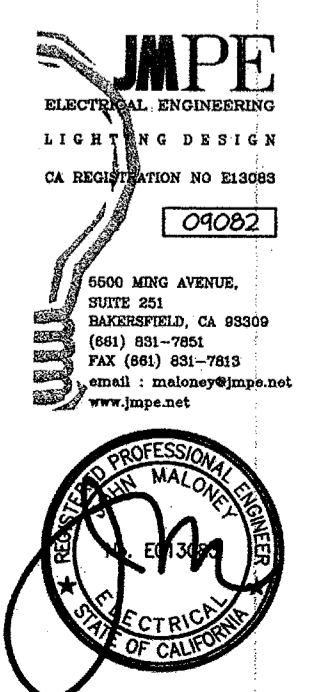 JMPE
ELECTRICAL ENGINEERING
LIGHTING DESIGN
CA REGISTRATION NO E13083
09082
5500 MING AVENUE,
SUITE 251
BAKERSFIELD, CA 93309
(661) 831-7851
FAX (661) 831-7813
email : maloney@jmpe.net
www.jmpe.net
REGISTERED PROFESSIONAL ENGINEER
JOHN MALONEY
No. E013083
ELECTRICAL
STATE OF CALIFORNIA